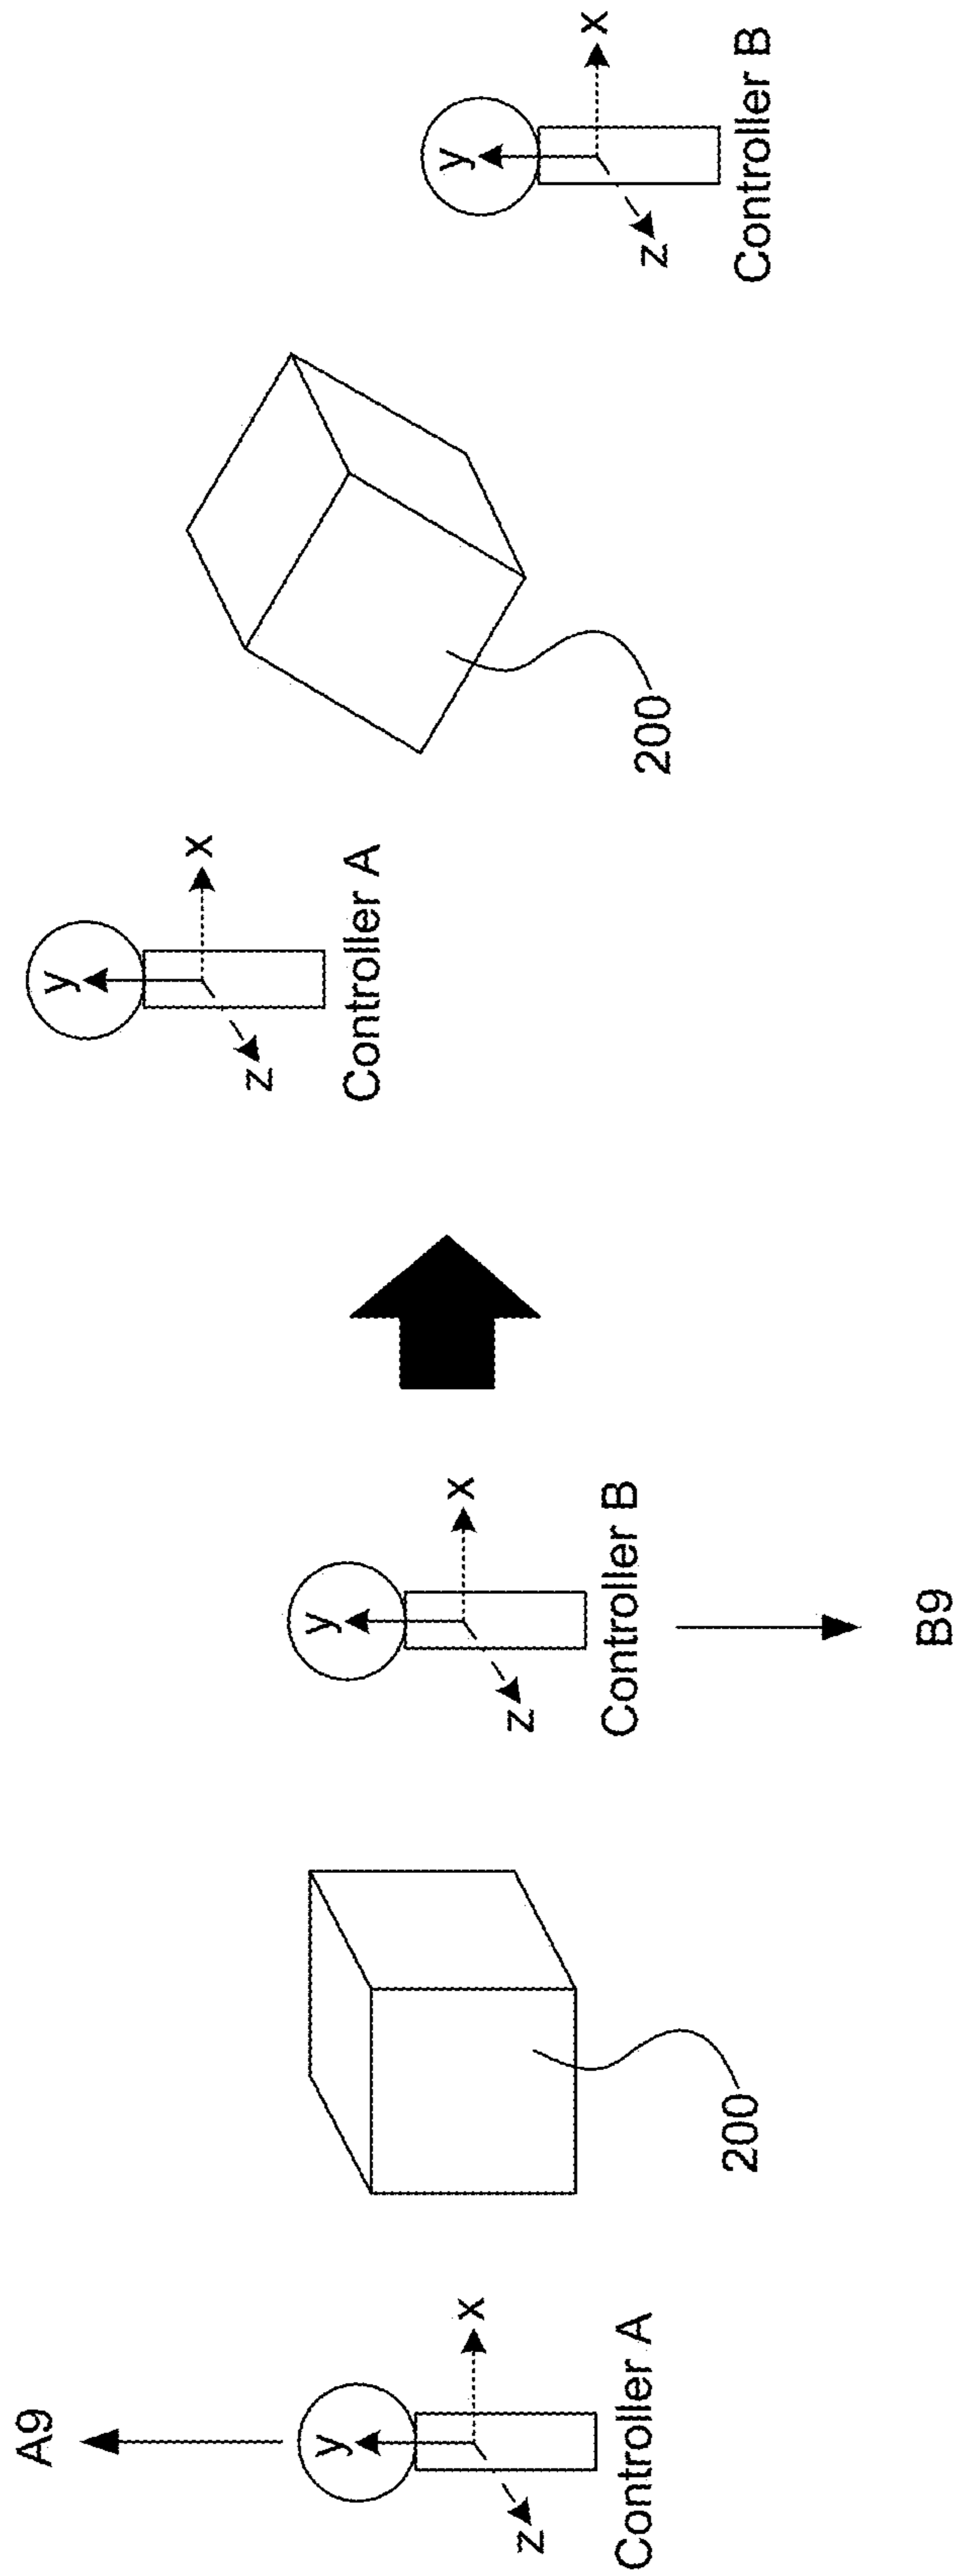 A9
y
x
z
Controller A
200
y
x
z
Controller B
B9
y
x
z
Controller A
200
y
x
z
Controller B